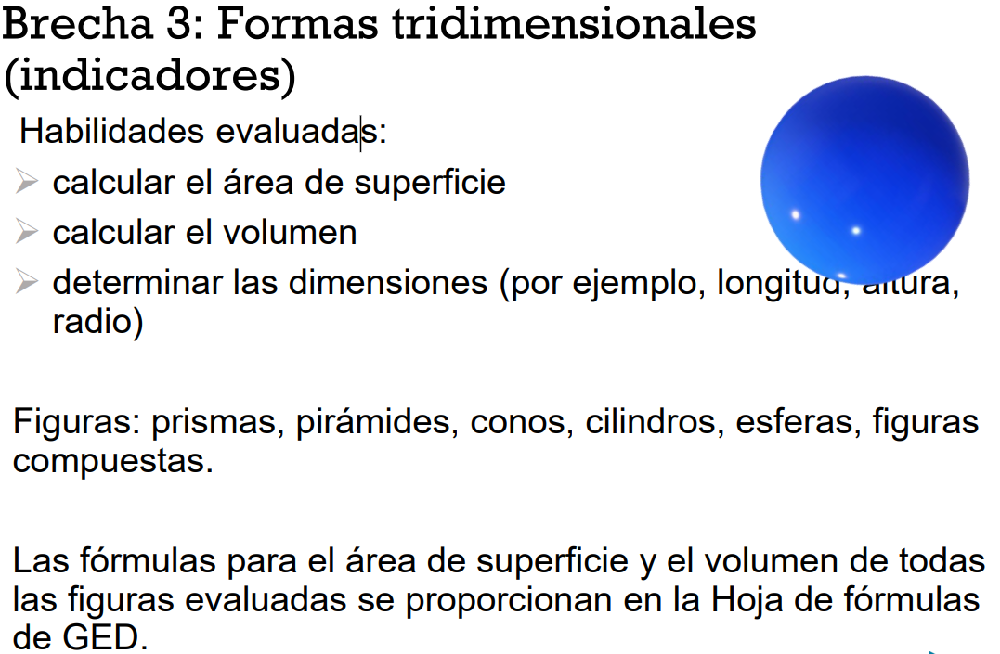 Brecha 3: Formas tridimensionales
(indicadores)
Habilidades evaluadas:
calcular el área de superficie
calcular el volumen
determinar las dimensiones (por ejemplo, longitud, altura,
radio)
Figuras: prismas, pirámides, conos, cilindros, esferas, figuras
compuestas.
Las fórmulas para el área de superficie y el volumen de todas
las figuras evaluadas se proporcionan en la Hoja de fórmulas
de GED.